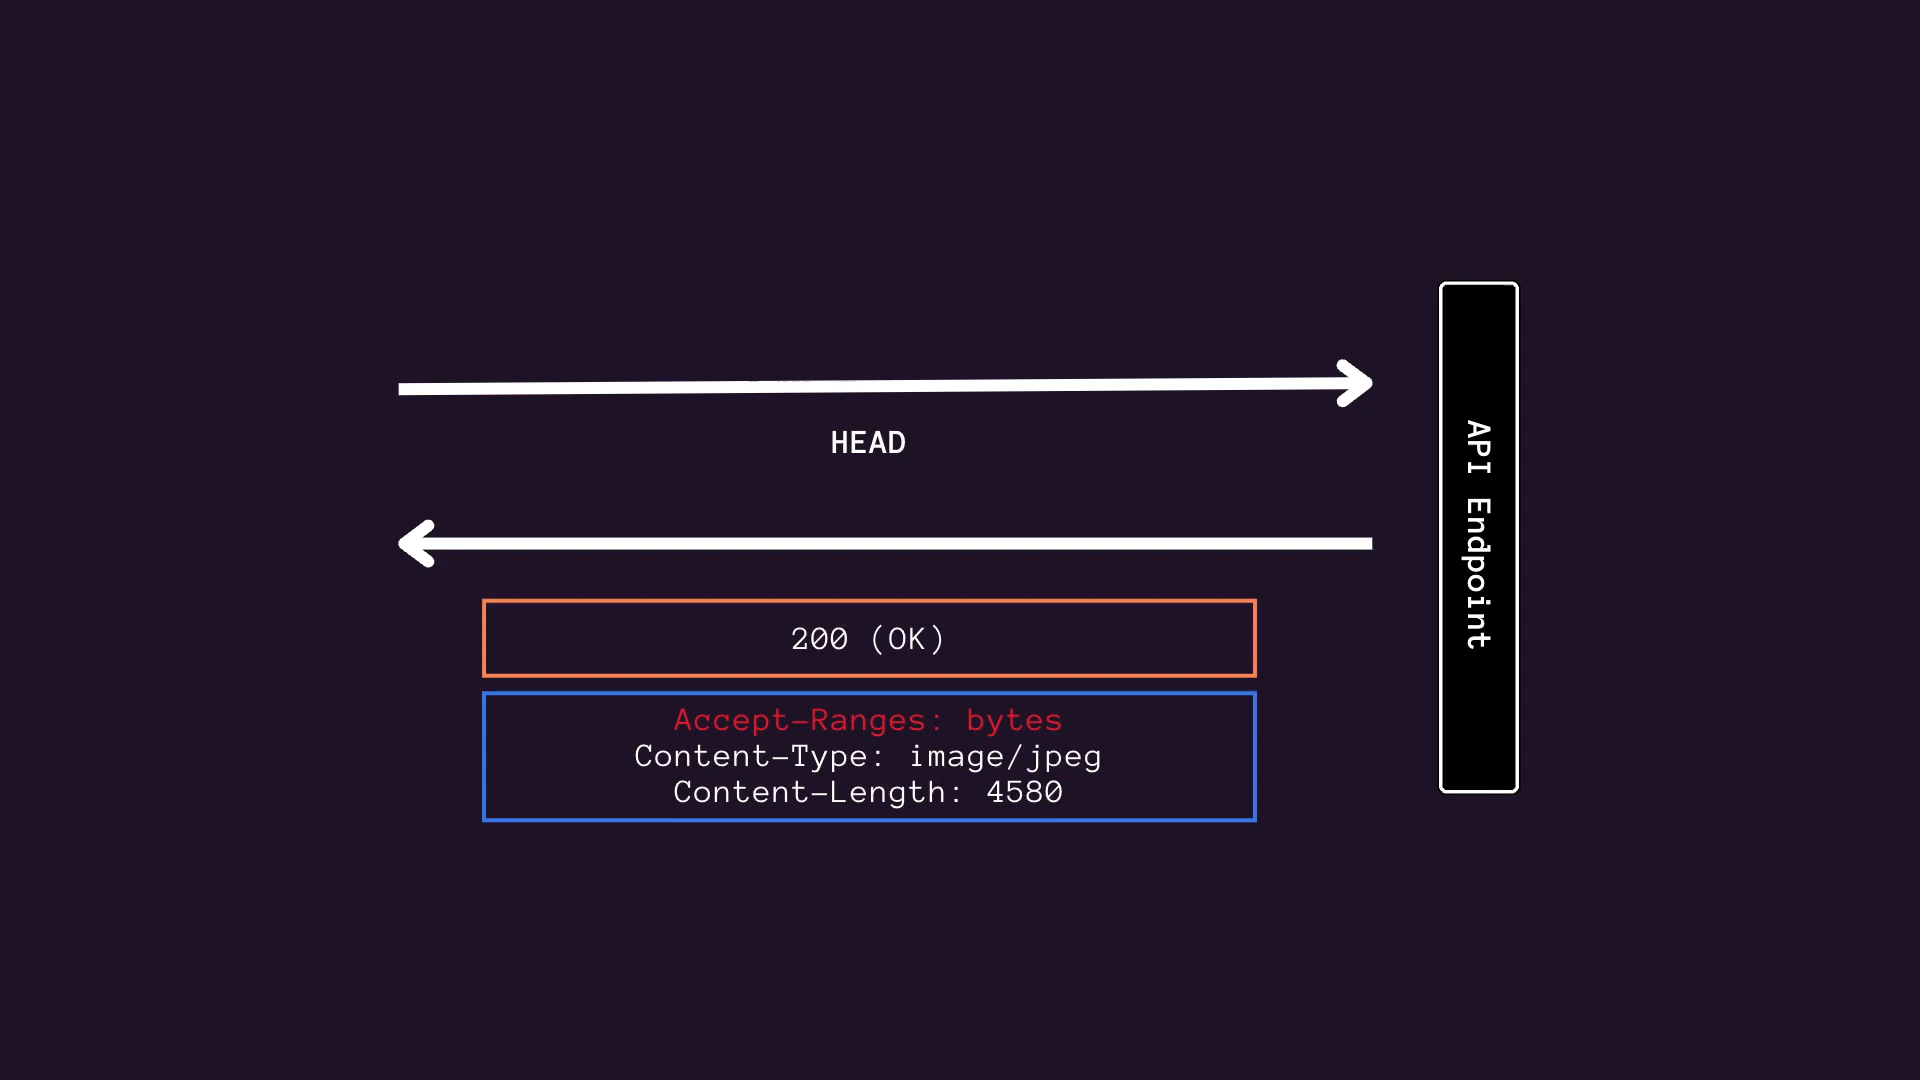 HEAD
200 (OK)
Accept-Ranges: bytes
Content-Type: image/jpeg
Content-Length: 4580
API Endpoint